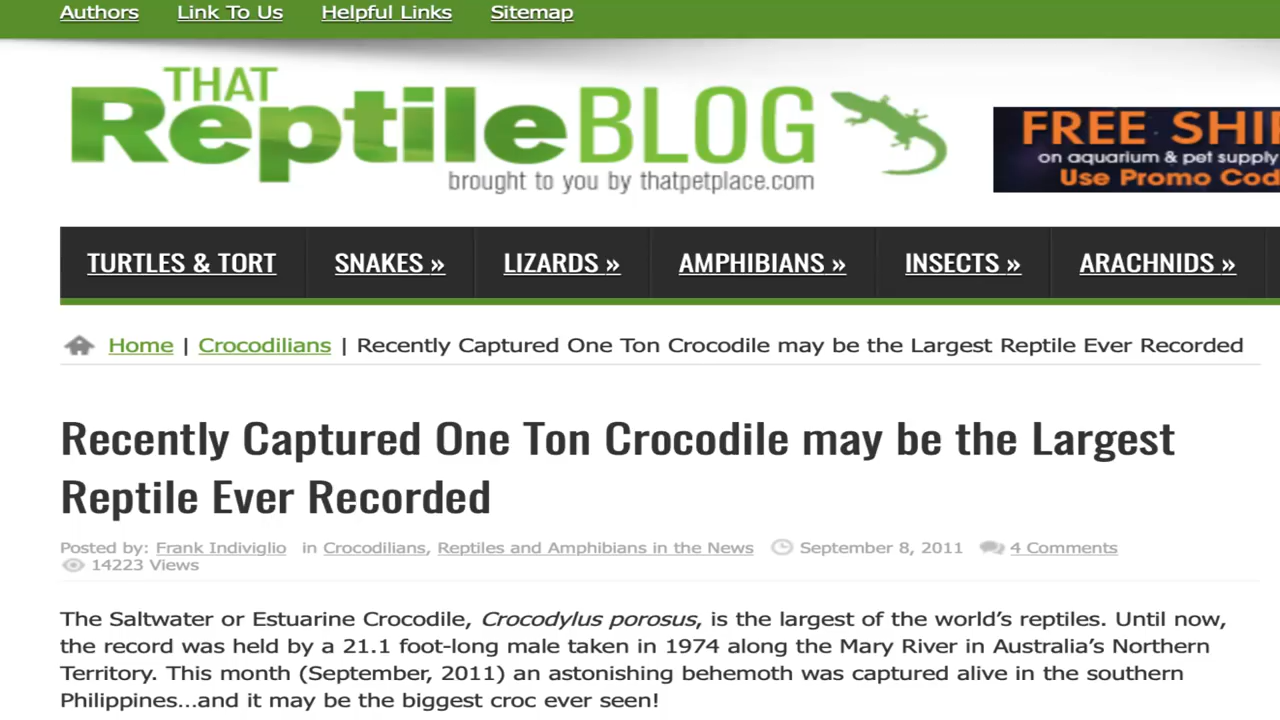 Authors Link To Us Helpful Links Sitemap
THAT
ReptileBLOG
brought to you by thatpetplace.com
FREE SHI
on aquarium & pet supply
Use Promo Cod
TURTLES & TORT SNAKES » LIZARDS » AMPHIBIANS » INSECTS » ARACHNIDS »
Home | Crocodilians | Recently Captured One Ton Crocodile may be the Largest Reptile Ever Recorded
Recently Captured One Ton Crocodile may be the Largest
Reptile Ever Recorded
Posted by: Frank Indiviglio in Crocodilians, Reptiles and Amphibians in the News September 8, 2011 4 Comments
14223 Views
The Saltwater or Estuarine Crocodile, Crocodylus porosus, is the largest of the world’s reptiles. Until now,
the record was held by a 21.1 foot-long male taken in 1974 along the Mary River in Australia’s Northern
Territory. This month (September, 2011) an astonishing behemoth was captured alive in the southern
Philippines…and it may be the biggest croc ever seen!